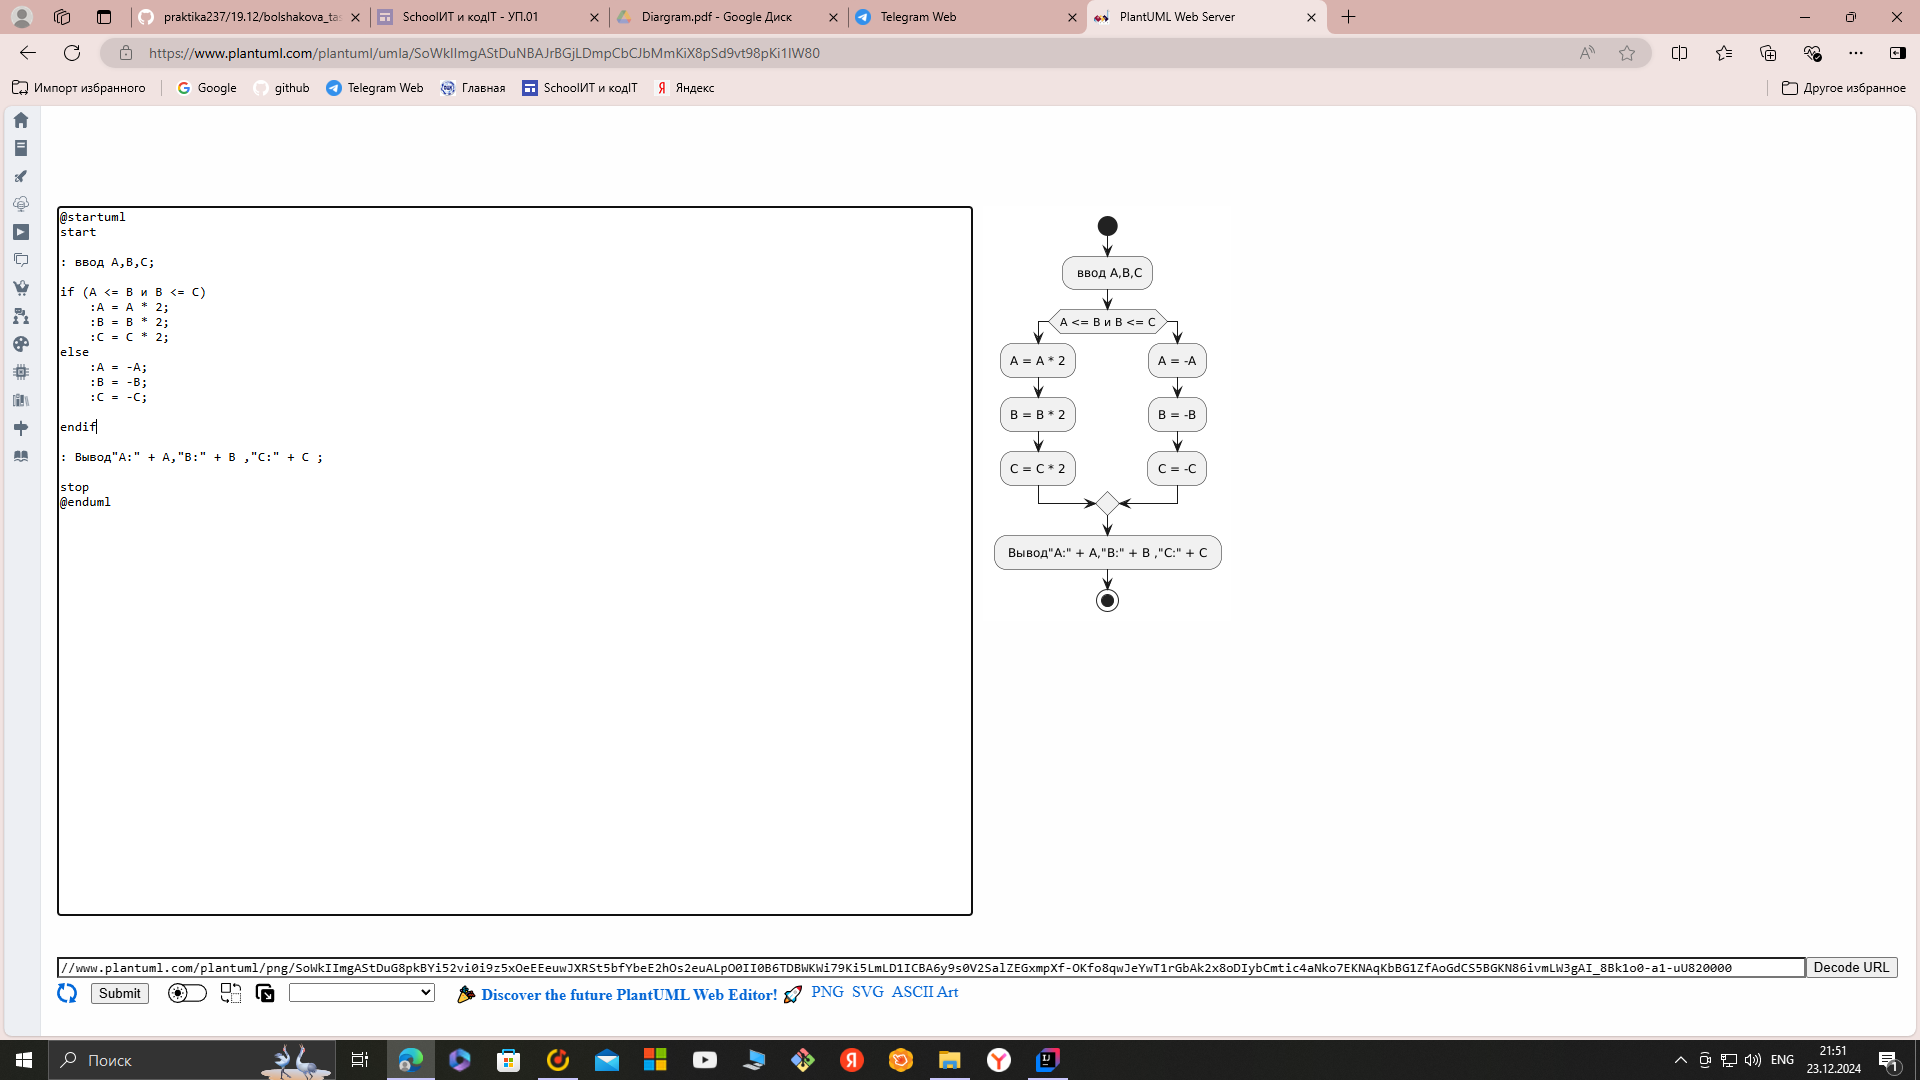 praktika237/19.12/bolshakova_tas
SchoolИТ и кодIT - УП.01
Diargram.pdf - Google Диск
Telegram Web
PlantUML Web Server
https://www.plantuml.com/plantuml/umla/SoWkIImgAStDuNBAJrBGjLDmpCbCJbMmKiX8pSd9vt98pKi1IW80
Импорт избранного
Google
github
Telegram Web
Главная
SchoolИТ и кодIT
Яндекс
Другое избранное
@startuml
start
: ввод A,B,C;
if (A <= B и B <= C)
:A = A * 2;
:B = B * 2;
:C = C * 2;
else
:A = -A;
:B = -B;
:C = -C;
endif
: Вывод"A:" + A,"B:" + B ,"C:" + C ;
stop
@enduml
ввод A,B,C
A <= B и B <= C
A = A * 2
A = -A
B = B * 2
B = -B
C = C * 2
C = -C
Вывод"A:" + A,"B:" + B ,"C:" + C
//www.plantuml.com/plantuml/png/SoWkIImgAStDuG8pkBYi52vi0i9z5xOeEEeuwJXRSt5bfYbeE2hOs2euALpO0II0B6TDBWKWi79Ki5LmLD1ICBA6y9s0V2SalZEGxmpXf-OKfo8qwJeYwT1rGbAk2x8oDIybCmtic4aNko7EKNAqKbBG1ZfAoGdCS5BGKN86ivmLW3gAI_8Bk1o0-a1-uU820000
Decode URL
Submit
Discover the future PlantUML Web Editor!
PNG
SVG
ASCII Art
Поиск
ENG
21:51
23.12.2024
1